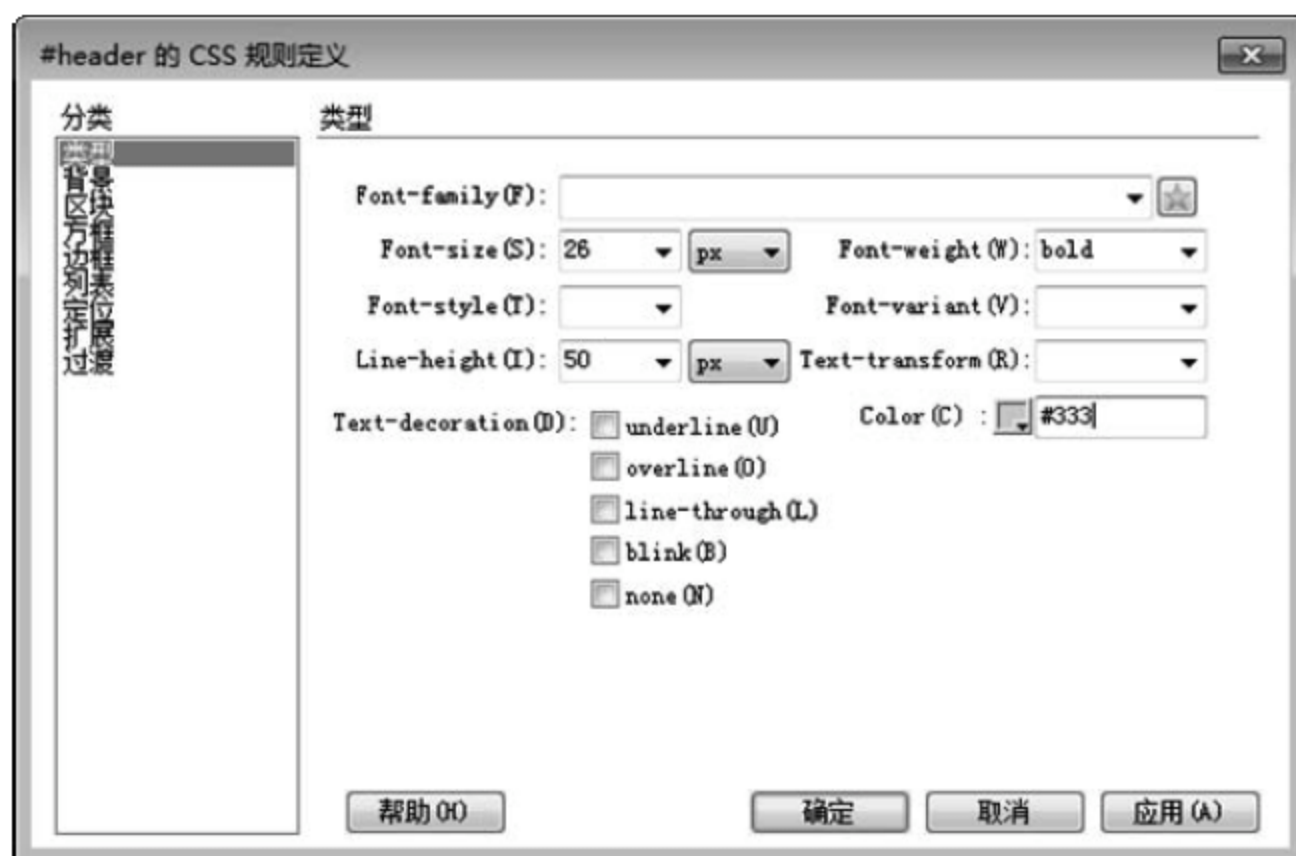 #header 的 CSS 规则定义
分类
类型
类型
背景
区块
方框
边框
列表
定位
扩展
过渡
Font-family(F):
Font-size(S): 26 px Font-weight(W): bold
Font-style(T): Font-variant(V):
Line-height(I): 50 px Text-transform(R):
Text-decoration(D): underline(U) Color(C) : #333
overline(O)
line-through(L)
blink(B)
none(N)
帮助(H) 确定 取消 应用(A)